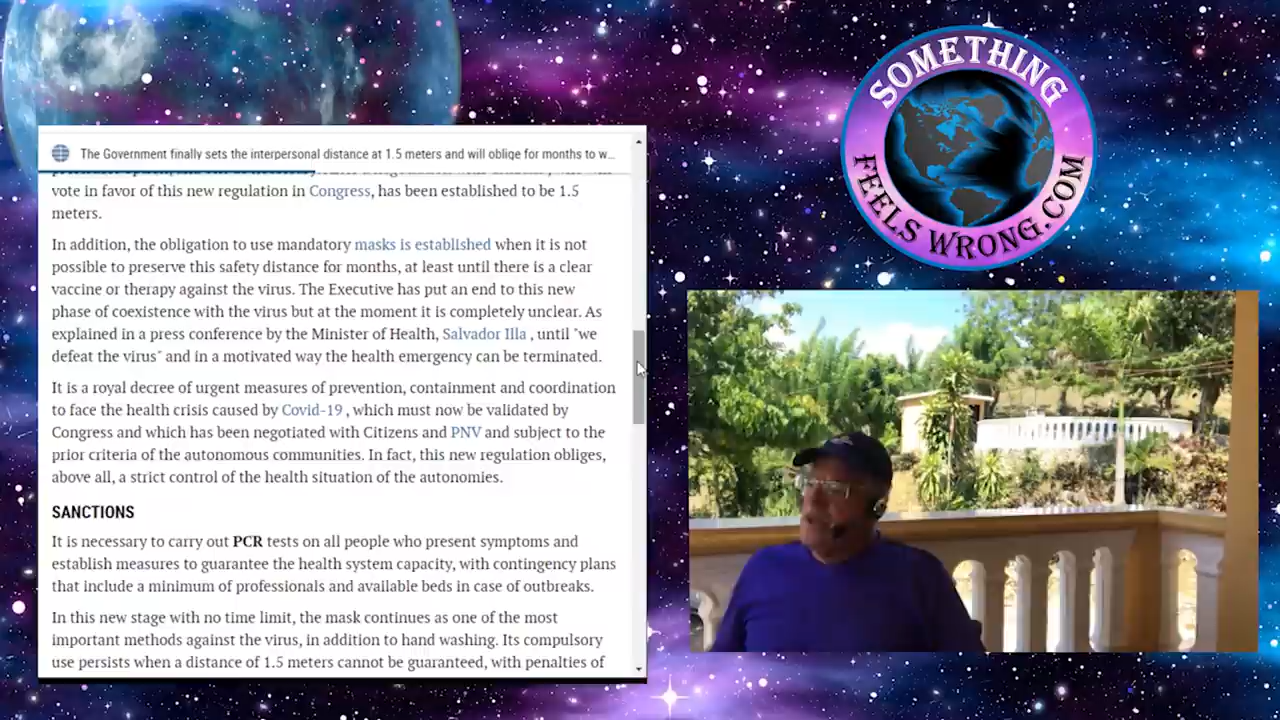 SOMETHING
FEELS WRONG.COM
The Government finally sets the interpersonal distance at 1.5 meters and will oblige for months to w...
vote in favor of this new regulation in Congress, has been established to be 1.5
meters.
In addition, the obligation to use mandatory masks is established when it is not
possible to preserve this safety distance for months, at least until there is a clear
vaccine or therapy against the virus. The Executive has put an end to this new
phase of coexistence with the virus but at the moment it is completely unclear. As
explained in a press conference by the Minister of Health, Salvador Illa , until "we
defeat the virus" and in a motivated way the health emergency can be terminated.
It is a royal decree of urgent measures of prevention, containment and coordination
to face the health crisis caused by Covid-19 , which must now be validated by
Congress and which has been negotiated with Citizens and PNV and subject to the
prior criteria of the autonomous communities. In fact, this new regulation obliges,
above all, a strict control of the health situation of the autonomies.
SANCTIONS
It is necessary to carry out PCR tests on all people who present symptoms and
establish measures to guarantee the health system capacity, with contingency plans
that include a minimum of professionals and available beds in case of outbreaks.
In this new stage with no time limit, the mask continues as one of the most
important methods against the virus, in addition to hand washing. Its compulsory
use persists when a distance of 1.5 meters cannot be guaranteed, with penalties of